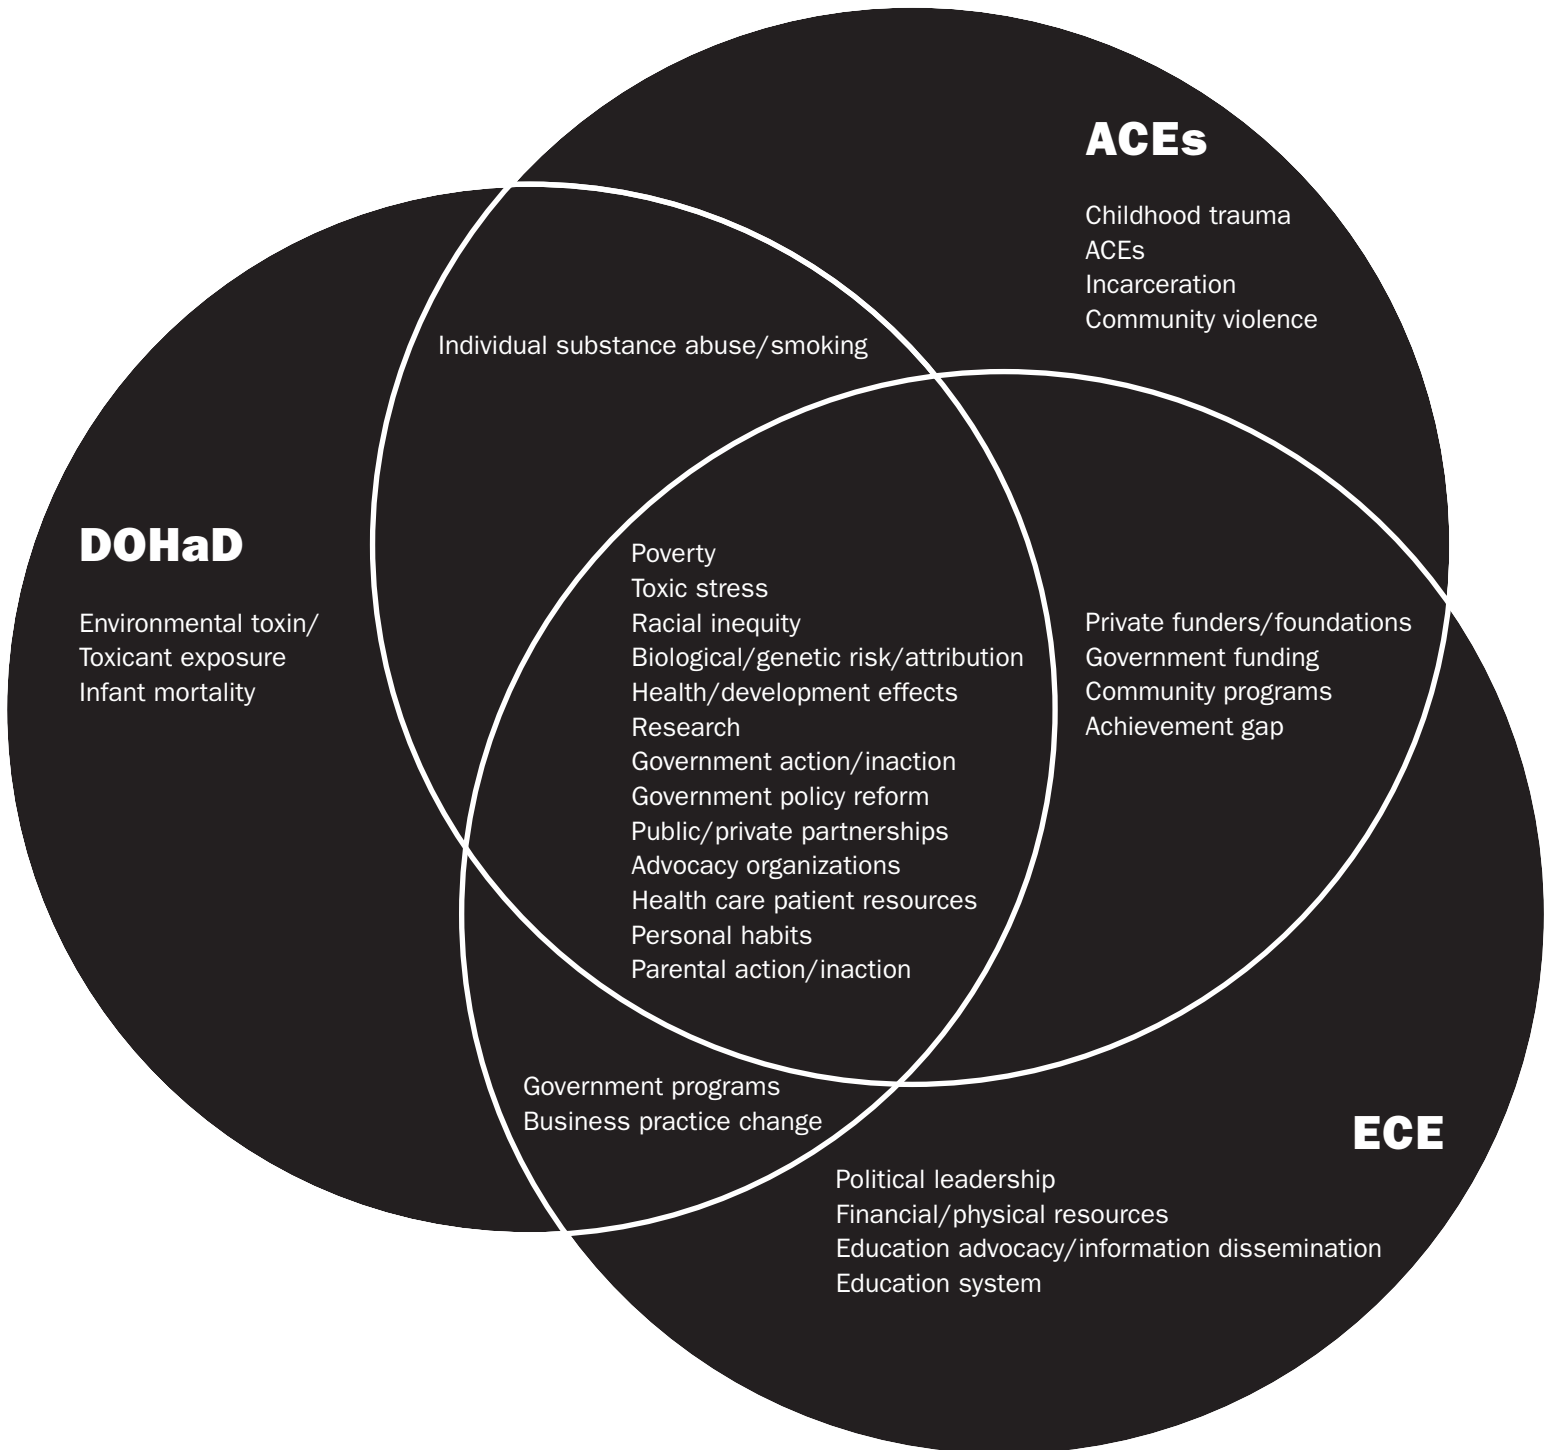 ACEs
Childhood trauma
ACEs
Incarceration
Community violence
Individual substance abuse/smoking
DOHaD
Environmental toxin/
Toxicant exposure
Infant mortality
Poverty
Toxic stress
Racial inequity
Biological/genetic risk/attribution
Health/development effects
Research
Government action/inaction
Government policy reform
Public/private partnerships
Advocacy organizations
Health care patient resources
Personal habits
Parental action/inaction
Private funders/foundations
Government funding
Community programs
Achievement gap
Government programs
Business practice change
ECE
Political leadership
Financial/physical resources
Education advocacy/information dissemination
Education system